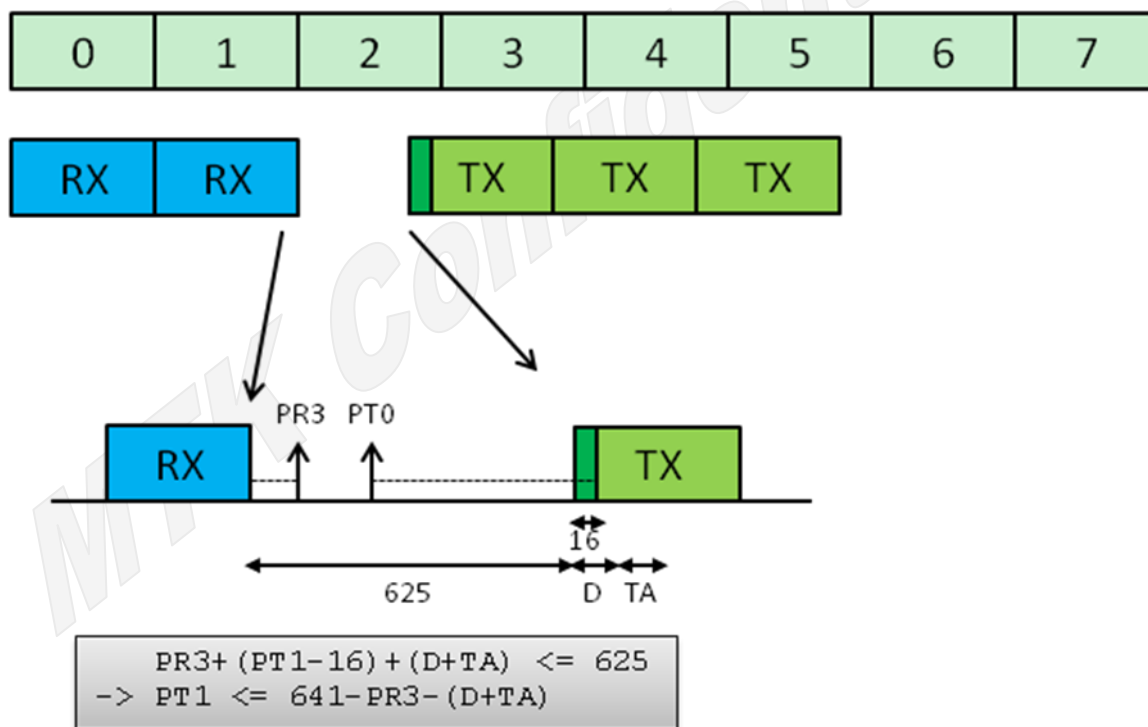 0 1 2 3 4 5 6 7
RX RX TX TX TX
PR3 PT0
RX TX
16
625 D TA
PR3+(PT1-16)+(D+TA) <= 625
-> PT1 <= 641-PR3-(D+TA)
MTK Confiden